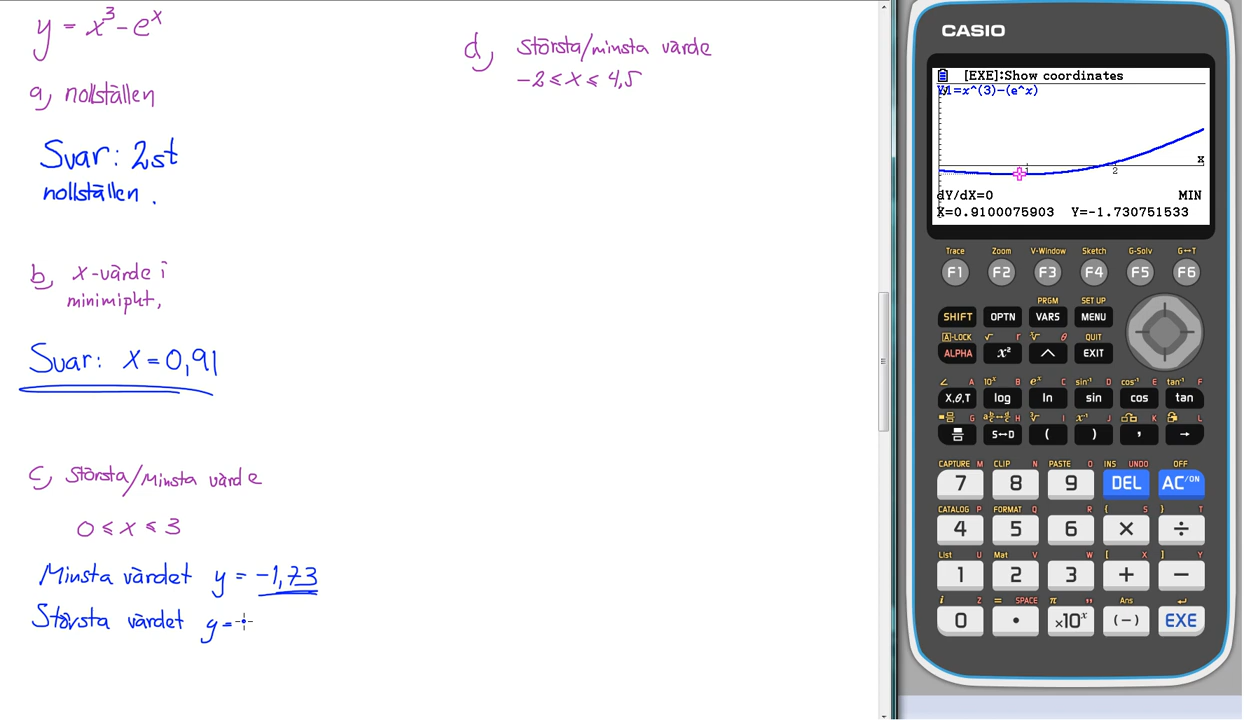 y = x³ - eˣ
a, nollställen
Svar: 2st
nollställen.
b, x-värde i
minimipkt,
Svar: x = 0,91
c, Största/Minsta värde
0 ≤ x ≤ 3
Minsta värdet y = -1,73
Största värdet y =
d, Största/minsta värde
-2 ≤ x ≤ 4,5
CASIO
[EXE]:Show coordinates
Y1=x^(3)-(e^x)
x
1 2
dY/dX=0 MIN
X=0.9100075903 Y=-1.730751533
Trace Zoom V-Window Sketch G-Solv G↔T
F1 F2 F3 F4 F5 F6
PRGM SET UP
SHIFT OPTN VARS MENU
A-LOCK √ r ˣ√ θ QUIT
ALPHA x² ^ EXIT
∠ A 10ˣ B eˣ C sin⁻¹ D cos⁻¹ E tan⁻¹ F
X,θ,T log ln sin cos tan
G H ³√ I x⁻¹ J K L
S↔D ( ) , →
CAPTURE M CLIP N PASTE O INS UNDO OFF
7 8 9 DEL AC/ON
CATALOG P FORMAT Q R { S } T
4 5 6 × ÷
List U Mat V W [ X ] Y
1 2 3 + −
i Z = SPACE π " Ans ↵
0 • ×10ˣ (−) EXE